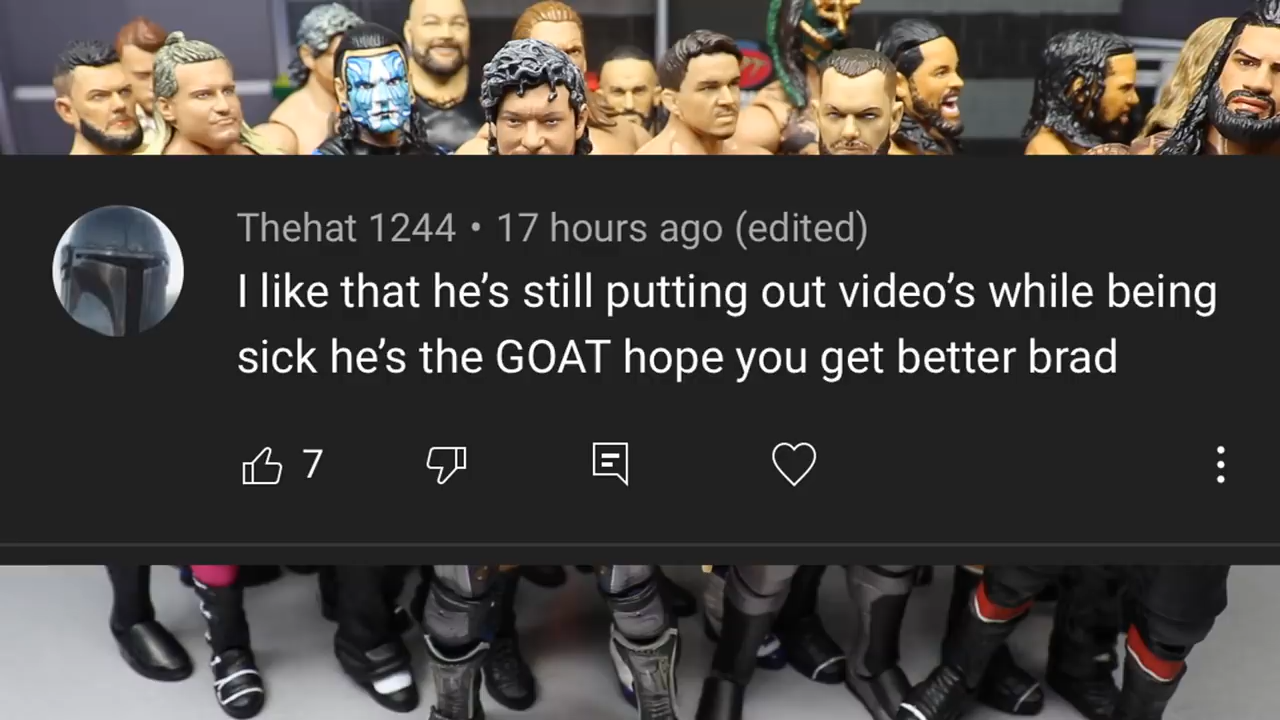 Thehat 1244 • 17 hours ago (edited)
I like that he's still putting out video's while being
sick he's the GOAT hope you get better brad
7